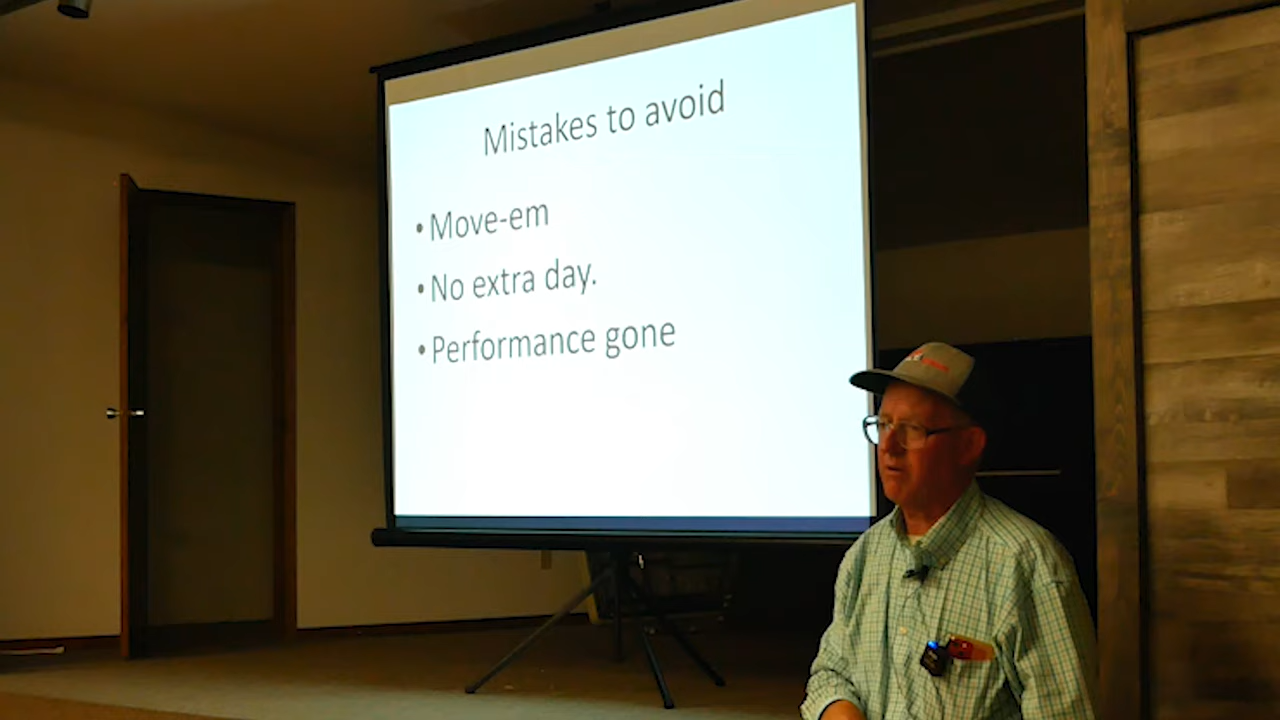 Mistakes to avoid
• Move-em
• No extra day.
• Performance gone